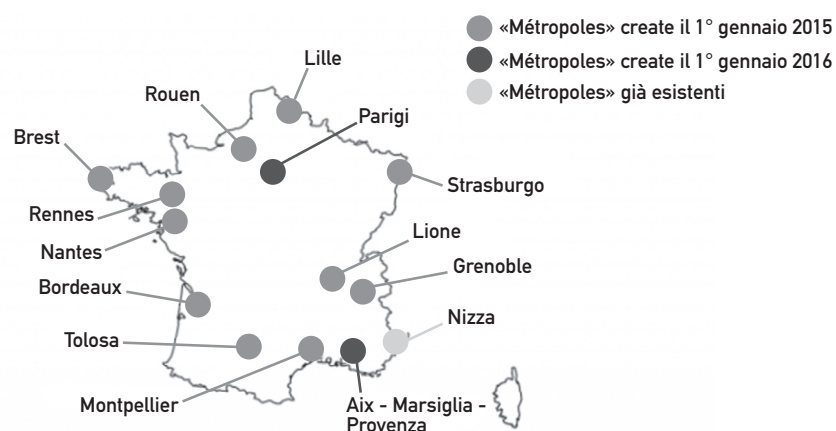 «Métropoles» create il 1° gennaio 2015
«Métropoles» create il 1° gennaio 2016
«Métropoles» già esistenti
Lille
Rouen
Parigi
Brest
Strasburgo
Rennes
Nantes
Lione
Grenoble
Bordeaux
Nizza
Tolosa
Montpellier
Aix - Marsiglia -
Provenza